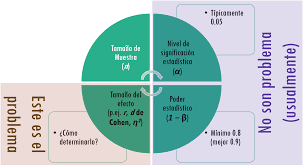 Tamaño de
Muestra
(n)
Nivel de
significación
estadística
(α)
• Típicamente
0.05
No son problema
(usualmente)
Este es el
problema
Tamaño del
efecto
(p.ej. r, d de
Cohen, η²)
• ¿Cómo
determinarlo?
Poder
estadístico
(1 – β)
• Mínimo 0.8
(mejor 0.9)